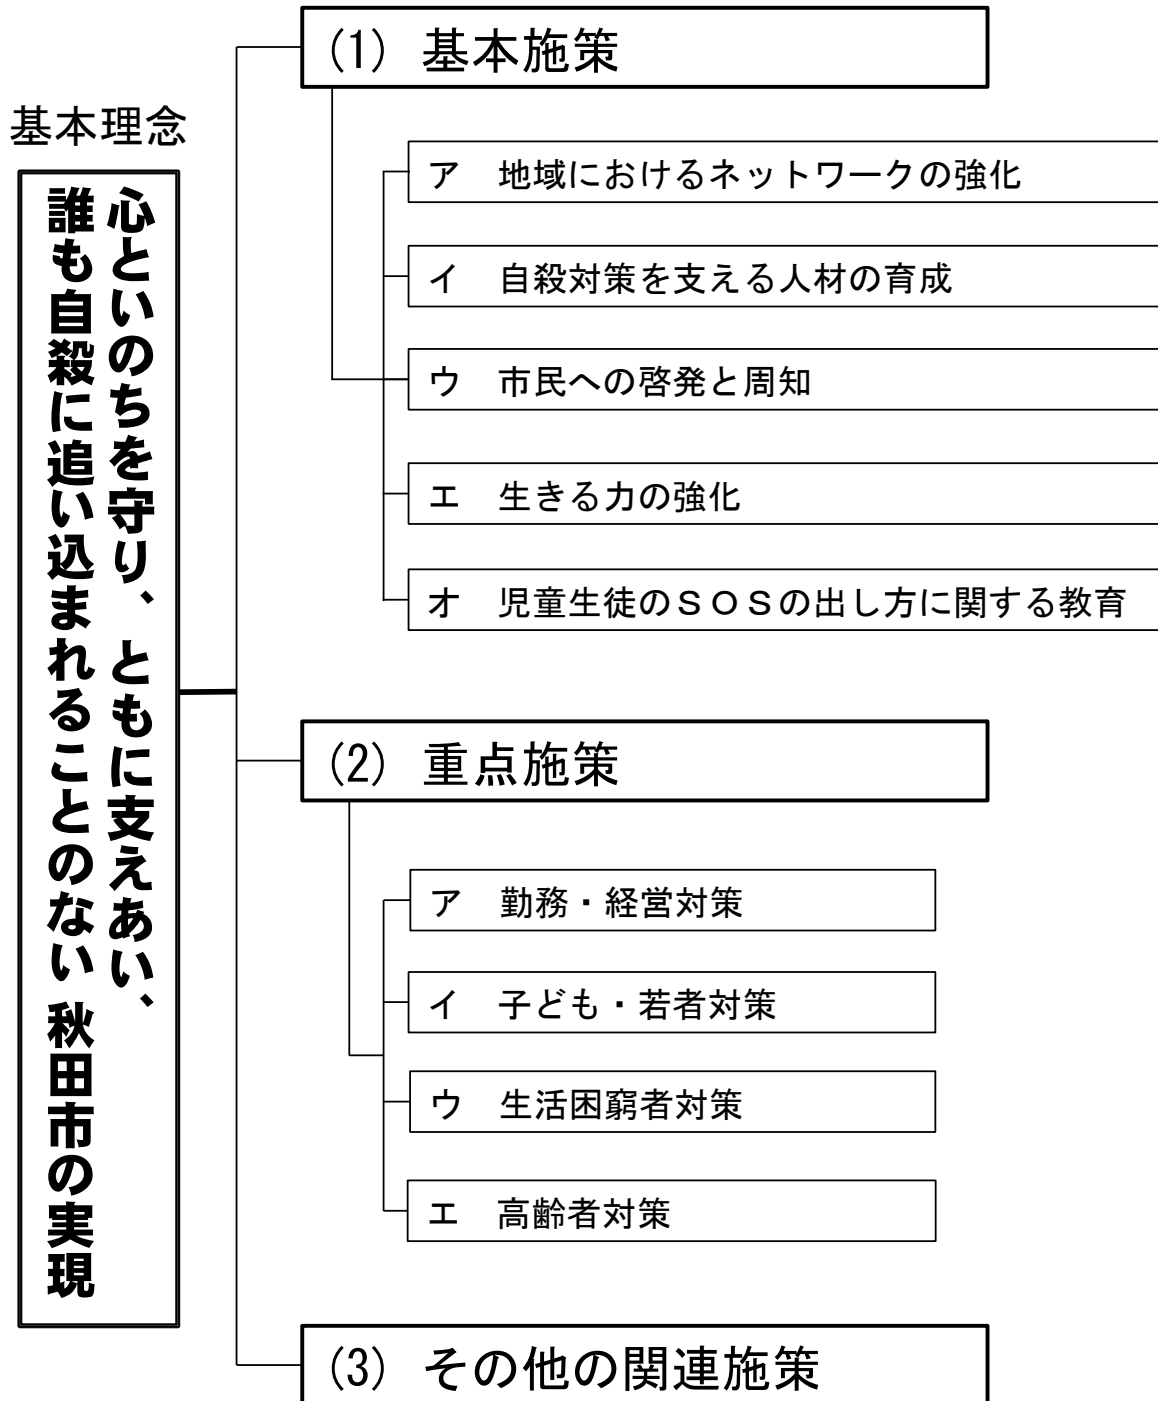 基本理念
心といのちを守り、ともに支えあい、
誰も自殺に追い込まれることのない 秋田市の実現
(1) 基本施策
ア 地域におけるネットワークの強化
イ 自殺対策を支える人材の育成
ウ 市民への啓発と周知
エ 生きる力の強化
オ 児童生徒のＳＯＳの出し方に関する教育
(2) 重点施策
ア 勤務・経営対策
イ 子ども・若者対策
ウ 生活困窮者対策
エ 高齢者対策
(3) その他の関連施策